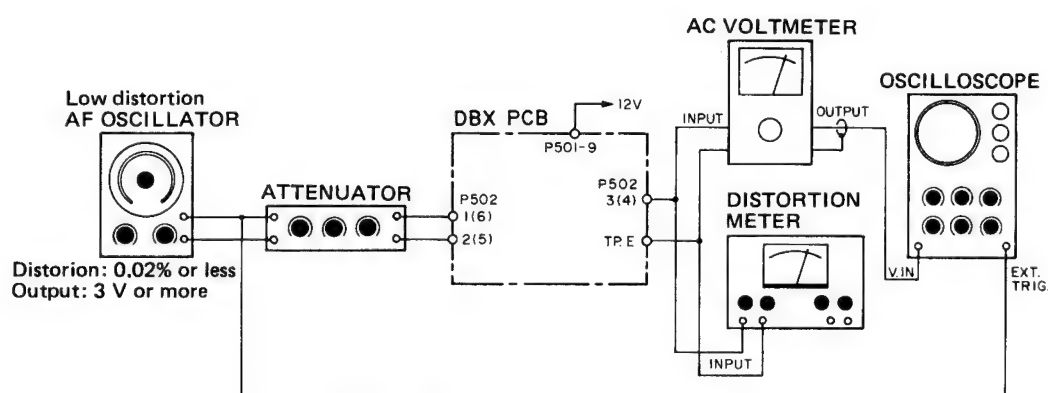 AC VOLTMETER
OSCILLOSCOPE
Low distortion
AF OSCILLATOR
12V
DBX PCB
INPUT
OUTPUT
P501-9
ATTENUATOR
P502
1(6)
2(5)
P502
3(4)
TP.E
DISTORTION
METER
Distorion: 0.02% or less
Output: 3 V or more
V.IN
EXT.
TRIG.
INPUT